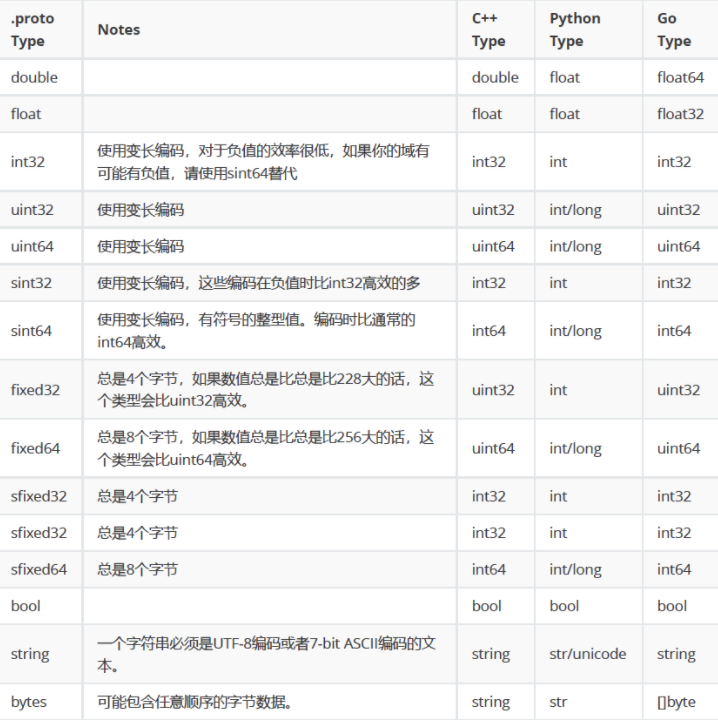 .proto Type	Notes	C++ Type	Python Type	Go Type
double		double	float	float64
float		float	float	float32
int32	使用变长编码，对于负值的效率很低，如果你的域有
可能有负值，请使用sint64替代	int32	int	int32
uint32	使用变长编码	uint32	int/long	uint32
uint64	使用变长编码	uint64	int/long	uint64
sint32	使用变长编码，这些编码在负值时比int32高效的多	int32	int	int32
sint64	使用变长编码，有符号的整型值。编码时比通常的
int64高效。	int64	int/long	int64
fixed32	总是4个字节，如果数值总是比总是比228大的话，这
个类型会比uint32高效。	uint32	int	uint32
fixed64	总是8个字节，如果数值总是比总是比256大的话，这
个类型会比uint64高效。	uint64	int/long	uint64
sfixed32	总是4个字节	int32	int	int32
sfixed32	总是4个字节	int32	int	int32
sfixed64	总是8个字节	int64	int/long	int64
bool		bool	bool	bool
string	一个字符串必须是UTF-8编码或者7-bit ASCII编码的文
本。	string	str/unicode	string
bytes	可能包含任意顺序的字节数据。	string	str	[]byte